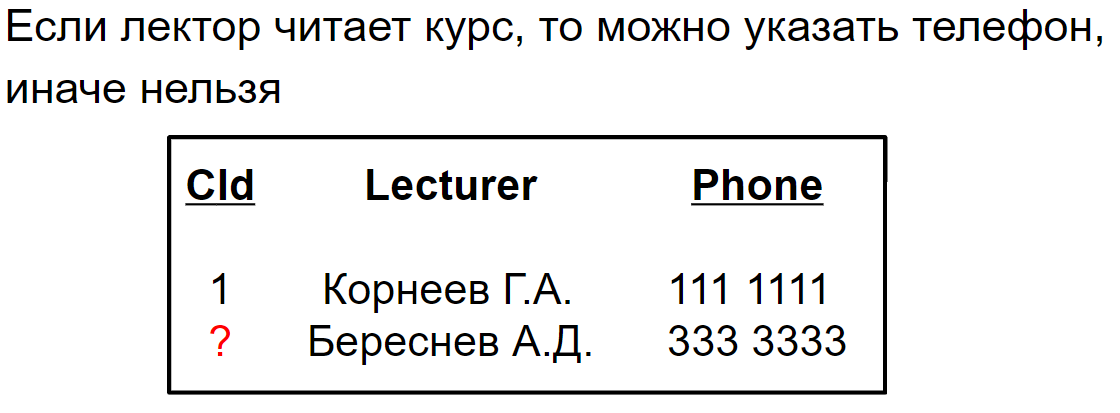 Если лектор читает курс, то можно указать телефон,
иначе нельзя
CId Lecturer Phone
1 Корнеев Г.А. 111 1111
? Береснев А.Д. 333 3333